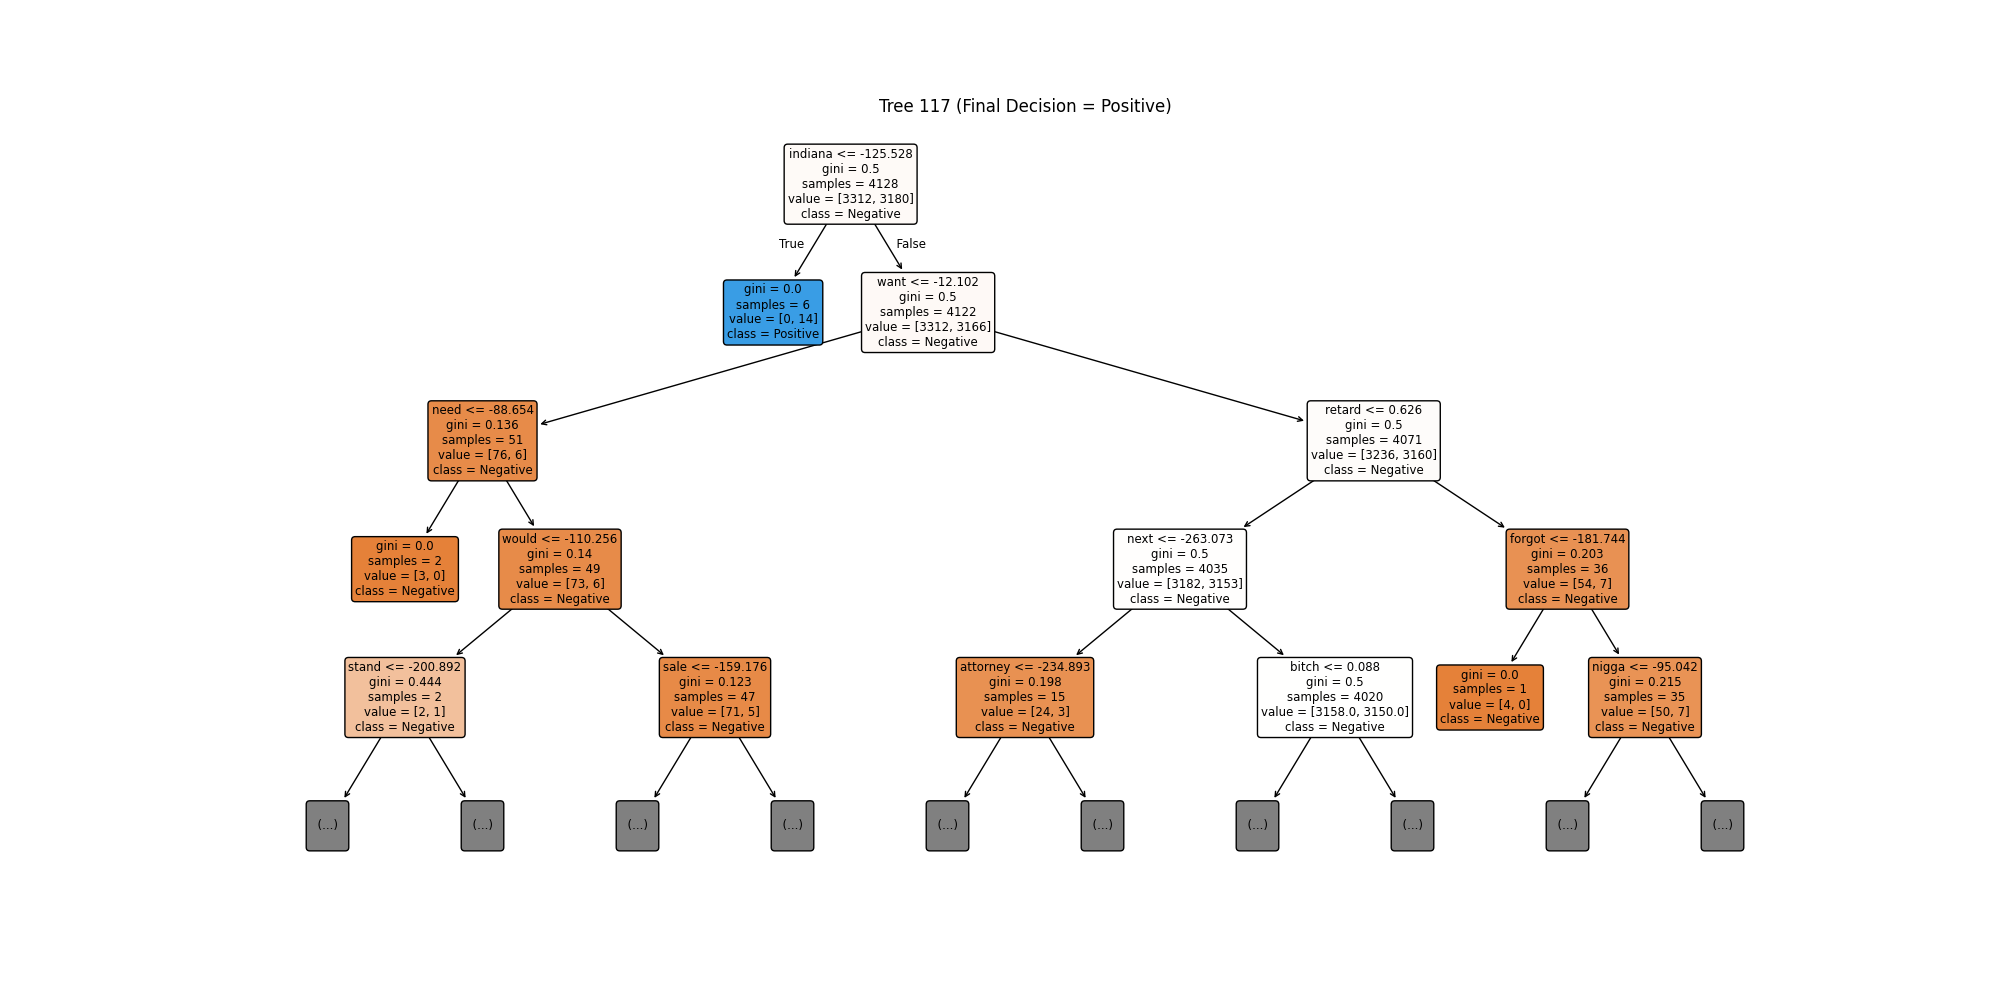 Tree 117 (Final Decision = Positive)
indiana <= -125.528
gini = 0.5
samples = 4128
value = [3312, 3180]
class = Negative
True
False
gini = 0.0
samples = 6
value = [0, 14]
class = Positive
want <= -12.102
gini = 0.5
samples = 4122
value = [3312, 3166]
class = Negative
need <= -88.654
gini = 0.136
samples = 51
value = [76, 6]
class = Negative
retard <= 0.626
gini = 0.5
samples = 4071
value = [3236, 3160]
class = Negative
gini = 0.0
samples = 2
value = [3, 0]
class = Negative
would <= -110.256
gini = 0.14
samples = 49
value = [73, 6]
class = Negative
next <= -263.073
gini = 0.5
samples = 4035
value = [3182, 3153]
class = Negative
forgot <= -181.744
gini = 0.203
samples = 36
value = [54, 7]
class = Negative
stand <= -200.892
gini = 0.444
samples = 2
value = [2, 1]
class = Negative
sale <= -159.176
gini = 0.123
samples = 47
value = [71, 5]
class = Negative
attorney <= -234.893
gini = 0.198
samples = 15
value = [24, 3]
class = Negative
bitch <= 0.088
gini = 0.5
samples = 4020
value = [3158.0, 3150.0]
class = Negative
gini = 0.0
samples = 1
value = [4, 0]
class = Negative
nigga <= -95.042
gini = 0.215
samples = 35
value = [50, 7]
class = Negative
(...)
(...)
(...)
(...)
(...)
(...)
(...)
(...)
(...)
(...)